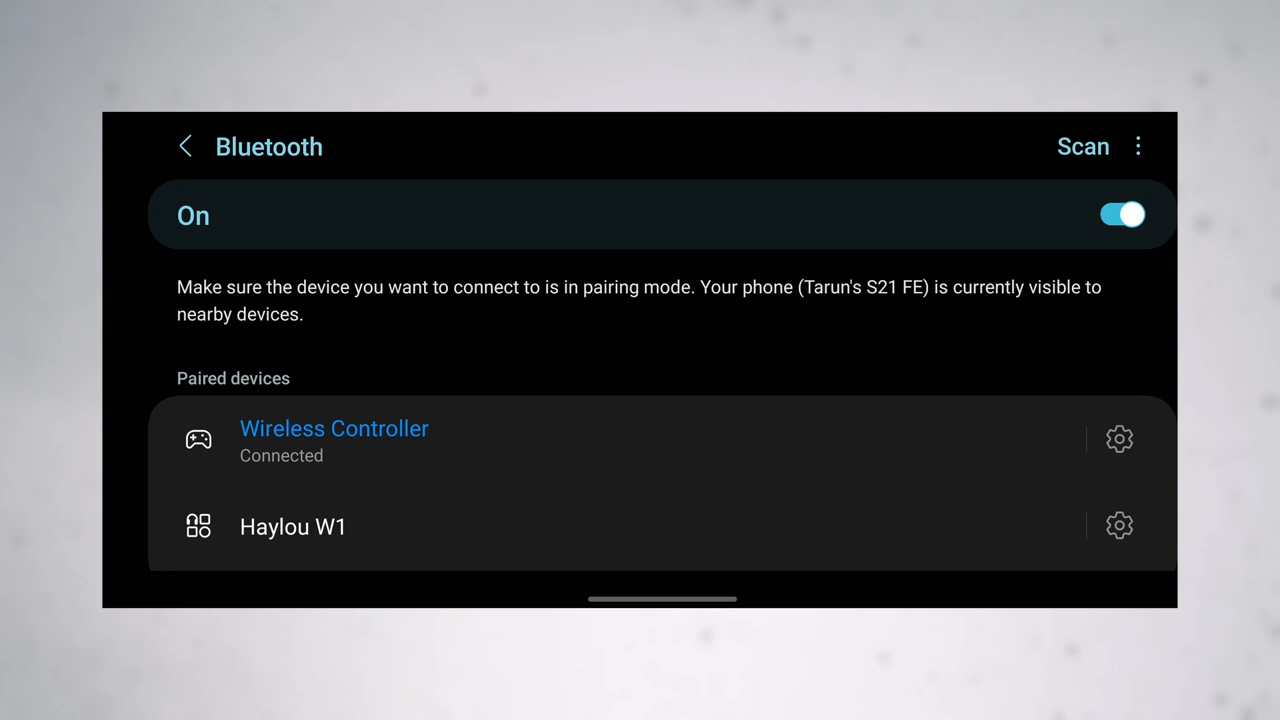 Bluetooth
Scan
On
Make sure the device you want to connect to is in pairing mode. Your phone (Tarun's S21 FE) is currently visible to
nearby devices.
Paired devices
Wireless Controller
Connected
Haylou W1